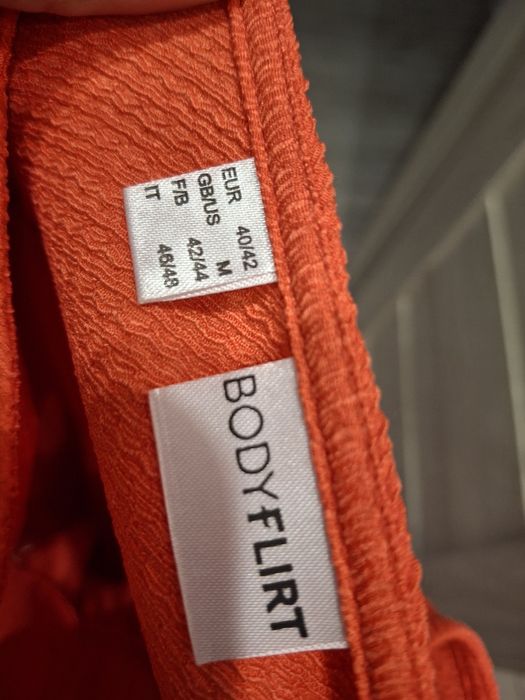 EUR 40/42
GB/US M
F/B 42/44
IT 46/48
BODYFLIRT